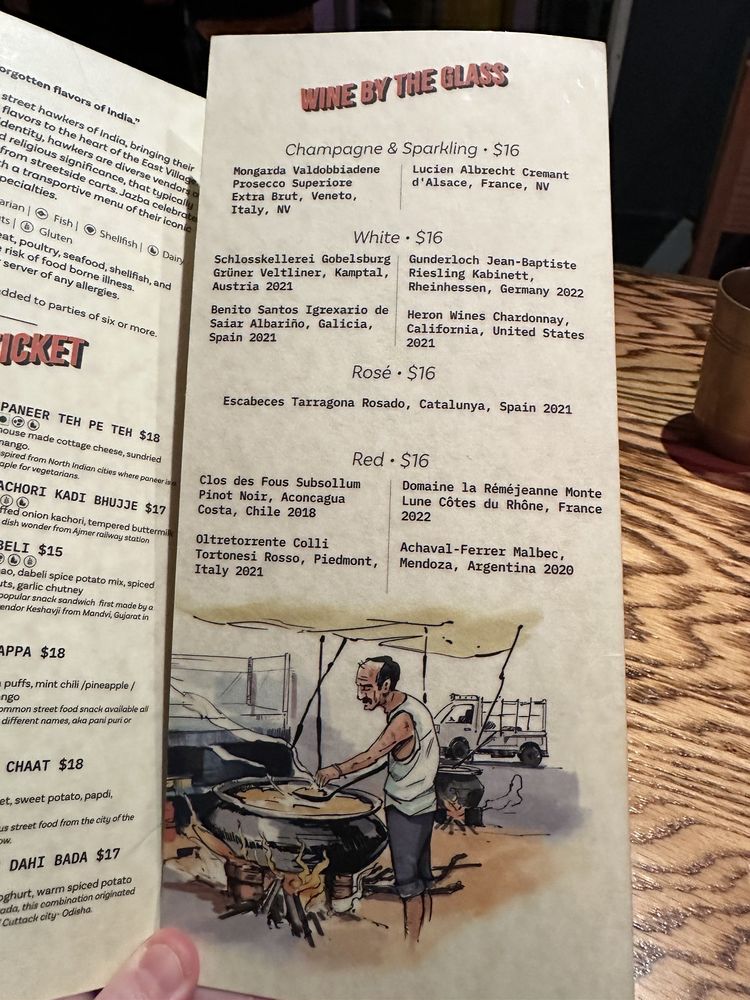 orgotten flavors of India."
street hawkers of India, bringing their
flavors to the heart of the East Village
identity, hawkers are diverse vendors o
d religious significance, that typically
from streetside carts. Jazba celebrate
h a transportive menu of their iconic
pecialties.
arian | Fish | Shellfish | Dairy
ts | Gluten
eat, poultry, seafood, shellfish, and
e risk of food borne illness.
server of any allergies.
added to parties of six or more.
ICKET
PANEER TEH PE TEH $18
house made cottage cheese, sundried
mango.
spired from North Indian cities where paneer is a
aple for vegetarians.
ACHORI KADI BHUJJE $17
ffed onion kachori, tempered buttermilk
dish wonder from Ajmer railway station
BELI $15
ao, dabeli spice potato mix, spiced
uts, garlic chutney
popular snack sandwich first made by a
endor Keshavji from Mandvi, Gujarat in
APPA $18
puffs, mint chili /pineapple /
ngo
ommon street food snack available all
different names, aka pani puri or
CHAAT $18
et, sweet potato, papdi,
us street food from the city of the
ow.
DAHI BADA $17
oghurt, warm spiced potato
ada, this combination originated
Cuttack city- Odisha.
WINE BY THE GLASS
Champagne & Sparkling • $16
Mongarda Valdobbiadene
Prosecco Superiore
Extra Brut, Veneto,
Italy, NV
Lucien Albrecht Cremant
d'Alsace, France, NV
White • $16
Schlosskellerei Gobelsburg
Grüner Veltliner, Kamptal,
Austria 2021
Gunderloch Jean-Baptiste
Riesling Kabinett,
Rheinhessen, Germany 2022
Benito Santos Igrexario de
Saiar Albariño, Galicia,
Spain 2021
Heron Wines Chardonnay,
California, United States
2021
Rosé • $16
Escabeces Tarragona Rosado, Catalunya, Spain 2021
Red • $16
Clos des Fous Subsollum
Pinot Noir, Aconcagua
Costa, Chile 2018
Domaine la Réméjeanne Monte
Lune Côtes du Rhône, France
2022
Oltretorrente Colli
Tortonesi Rosso, Piedmont,
Italy 2021
Achaval-Ferrer Malbec,
Mendoza, Argentina 2020